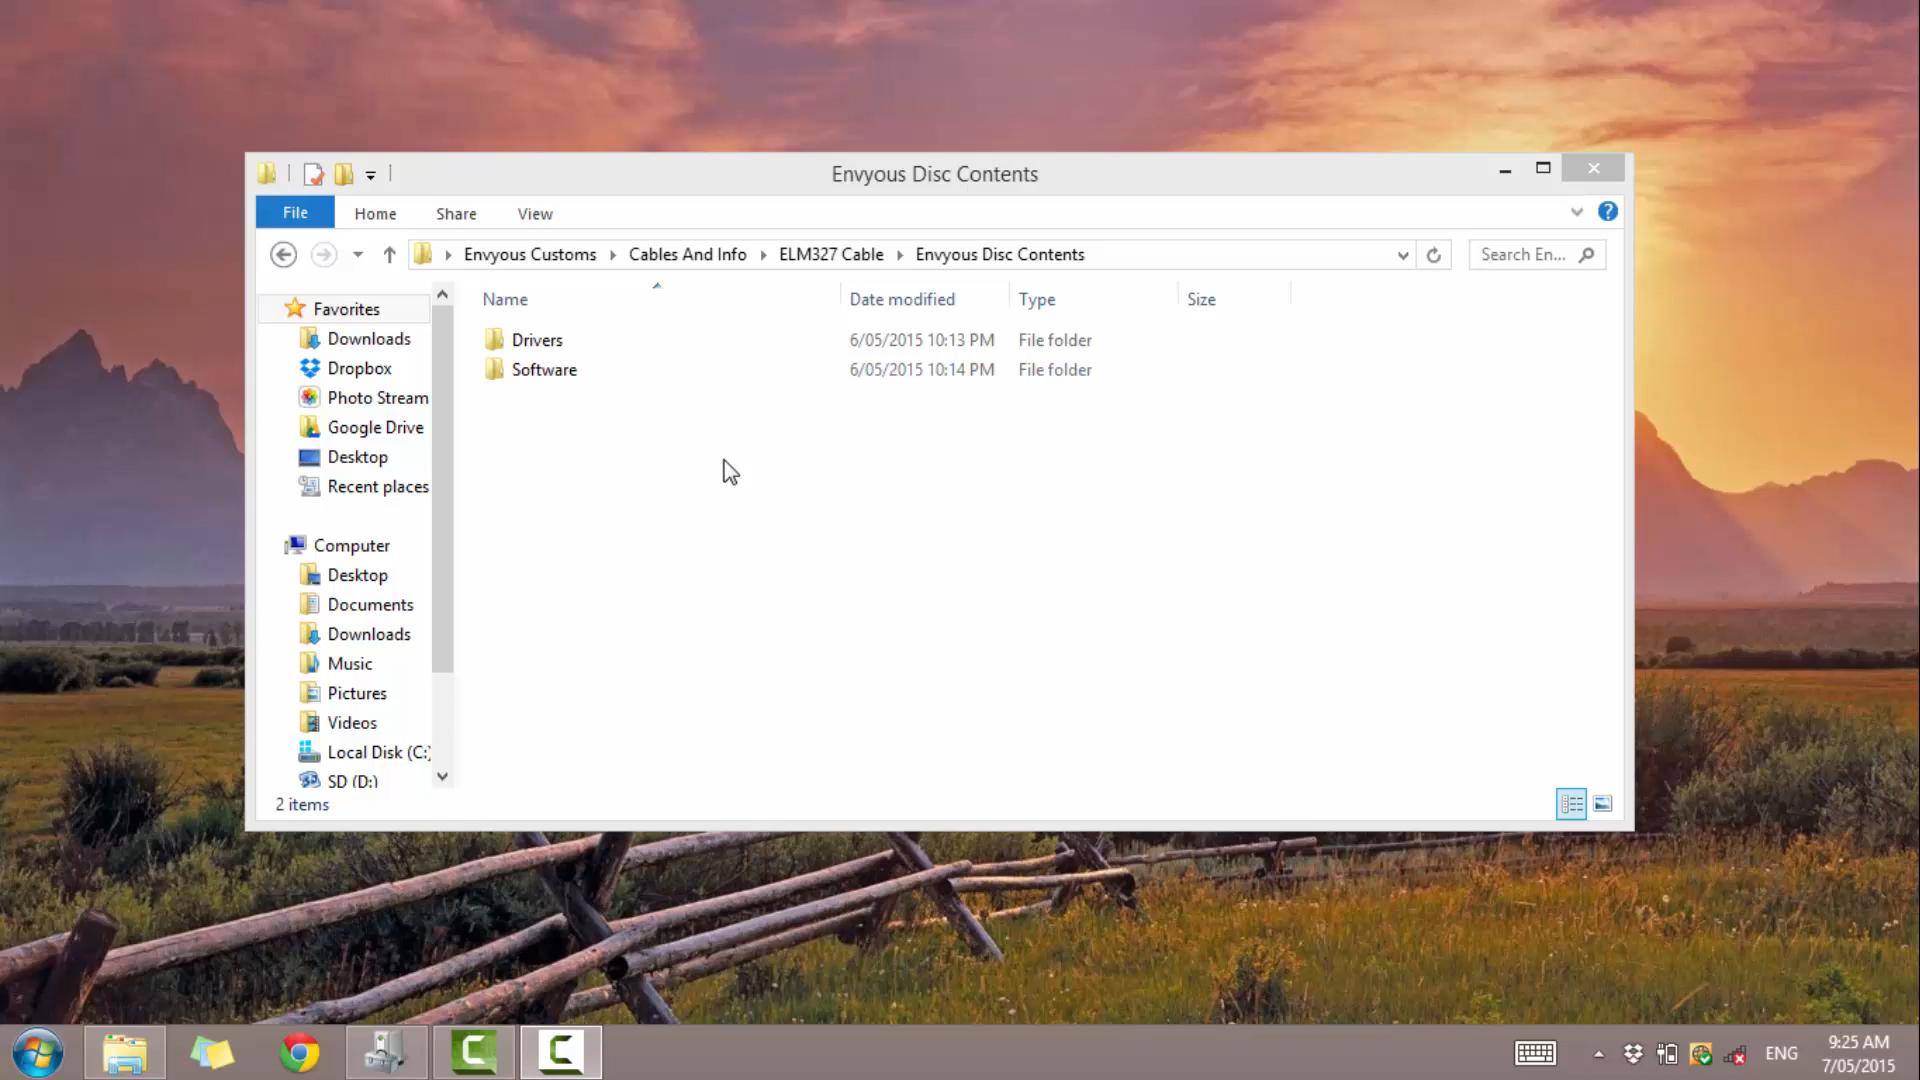 Envyous Disc Contents
File Home Share View
Envyous Customs Cables And Info ELM327 Cable Envyous Disc Contents Search En...
Name Date modified Type Size
Drivers 6/05/2015 10:13 PM File folder
Software 6/05/2015 10:14 PM File folder
Favorites
Downloads
Dropbox
Photo Stream
Google Drive
Desktop
Recent places
Computer
Desktop
Documents
Downloads
Music
Pictures
Videos
Local Disk (C:)
SD (D:)
2 items
ENG
9:25 AM
7/05/2015